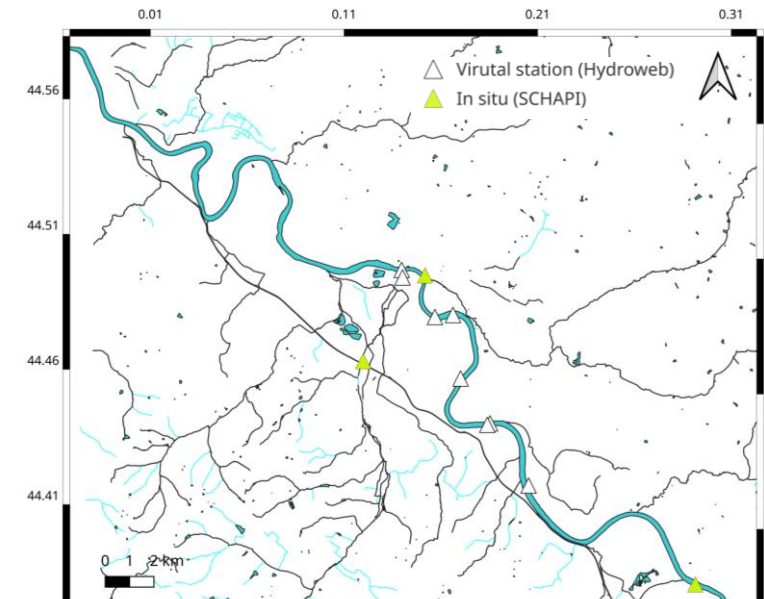 0.01 0.11 0.21 0.31
Virutal station (Hydroweb)
In situ (SCHAPI)
44.56
44.51
44.46
44.41
0 1 2 km